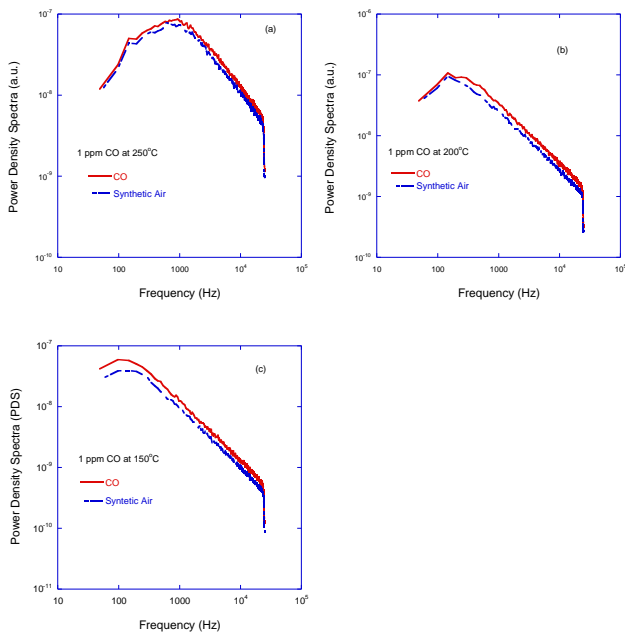 10⁻⁷
(a)
10⁻⁸
1 ppm CO at 250°C
CO
10⁻⁹
Synthetic Air
10⁻¹⁰
10 100 1000 10⁴ 10⁵
Frequency (Hz)
Power Density Spectra (a.u.)
10⁻⁶
(b)
10⁻⁷
10⁻⁸
1 ppm CO at 200°C
CO
10⁻⁹
Synthetic Air
10⁻¹⁰
10 100 1000 10⁴ 10⁵
Frequency (Hz)
Power Density Spectra (a.u.)
10⁻⁷
(c)
10⁻⁸
1 ppm CO at 150°C
10⁻⁹
CO
Syntetic Air
10⁻¹⁰
10⁻¹¹
10 100 1000 10⁴ 10⁵
Frequency (Hz)
Power Density Spectra (PDS)